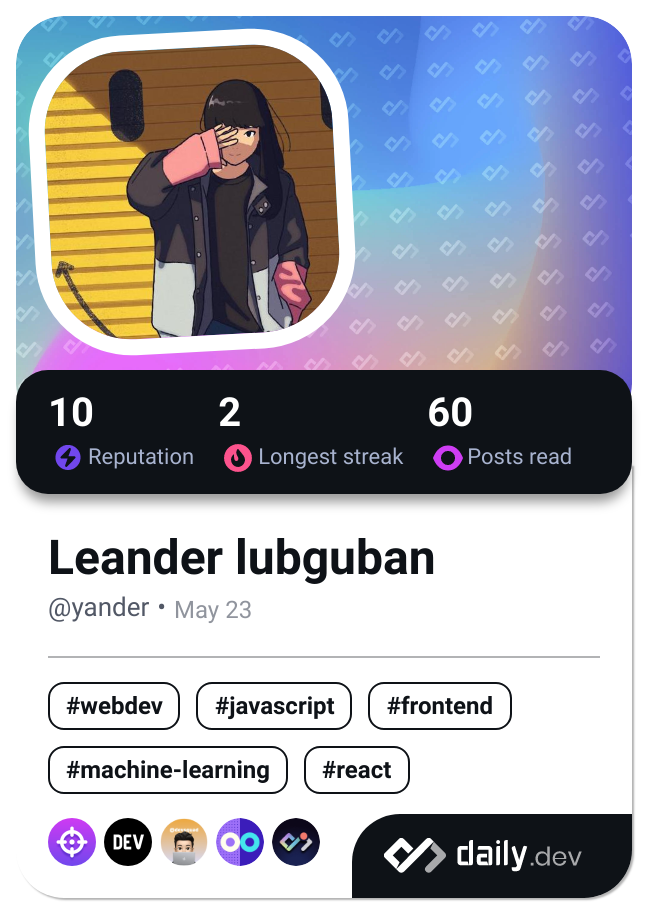 10 2 60
Reputation Longest streak Posts read
Leander lubguban
@yander • May 23
#webdev #javascript #frontend
#machine-learning #react
DEV
daily.dev